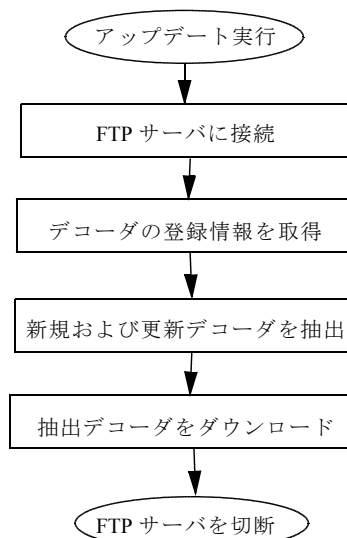 アップデート実行
FTP サーバに接続
デコーダの登録情報を取得
新規および更新デコーダを抽出
抽出デコーダをダウンロード
FTP サーバを切断